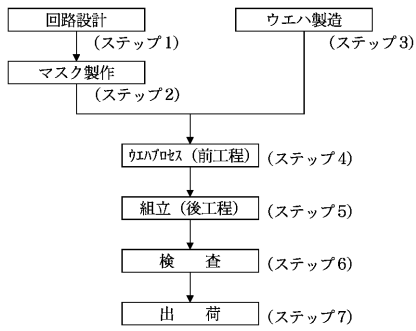 回路設計
(ステップ1)
ウエハ製造
(ステップ3)
マスク製作
(ステップ2)
ｳｴﾊﾌﾟﾛｾｽ(前工程)
(ステップ4)
組立(後工程)
(ステップ5)
検　査
(ステップ6)
出　荷
(ステップ7)